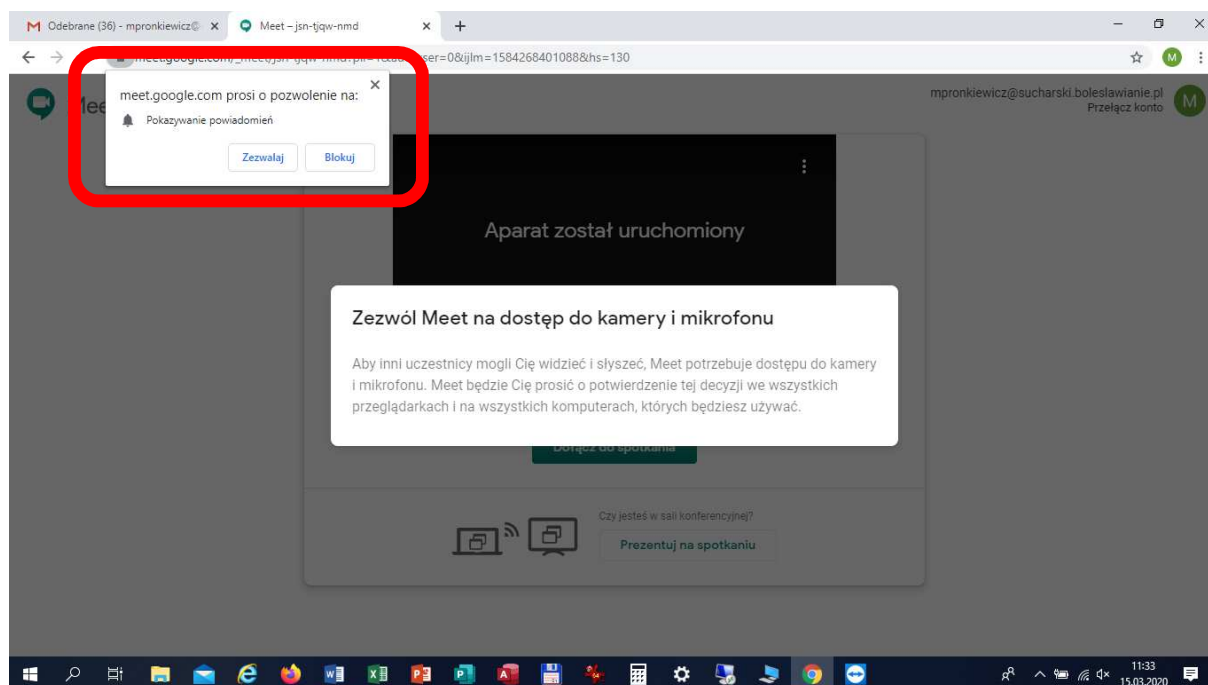 Odebrane (36) - mpronkiewicz@
Meet – jsn-tjqw-nmd
user=0&ijlm=1584268401088&hs=130
M
meet.google.com prosi o pozwolenie na:
Pokazywanie powiadomień
Zezwalaj
Blokuj
mpronkiewicz@sucharski.boleslawianie.pl
Przełącz konto
M
Aparat został uruchomiony
Zezwól Meet na dostęp do kamery i mikrofonu
Aby inni uczestnicy mogli Cię widzieć i słyszeć, Meet potrzebuje dostępu do kamery
i mikrofonu. Meet będzie Cię prosić o potwierdzenie tej decyzji we wszystkich
przeglądarkach i na wszystkich komputerach, których będziesz używać.
Dołącz do spotkania
Czy jesteś w sali konferencyjnej?
Prezentuj na spotkaniu
11:33
15.03.2020